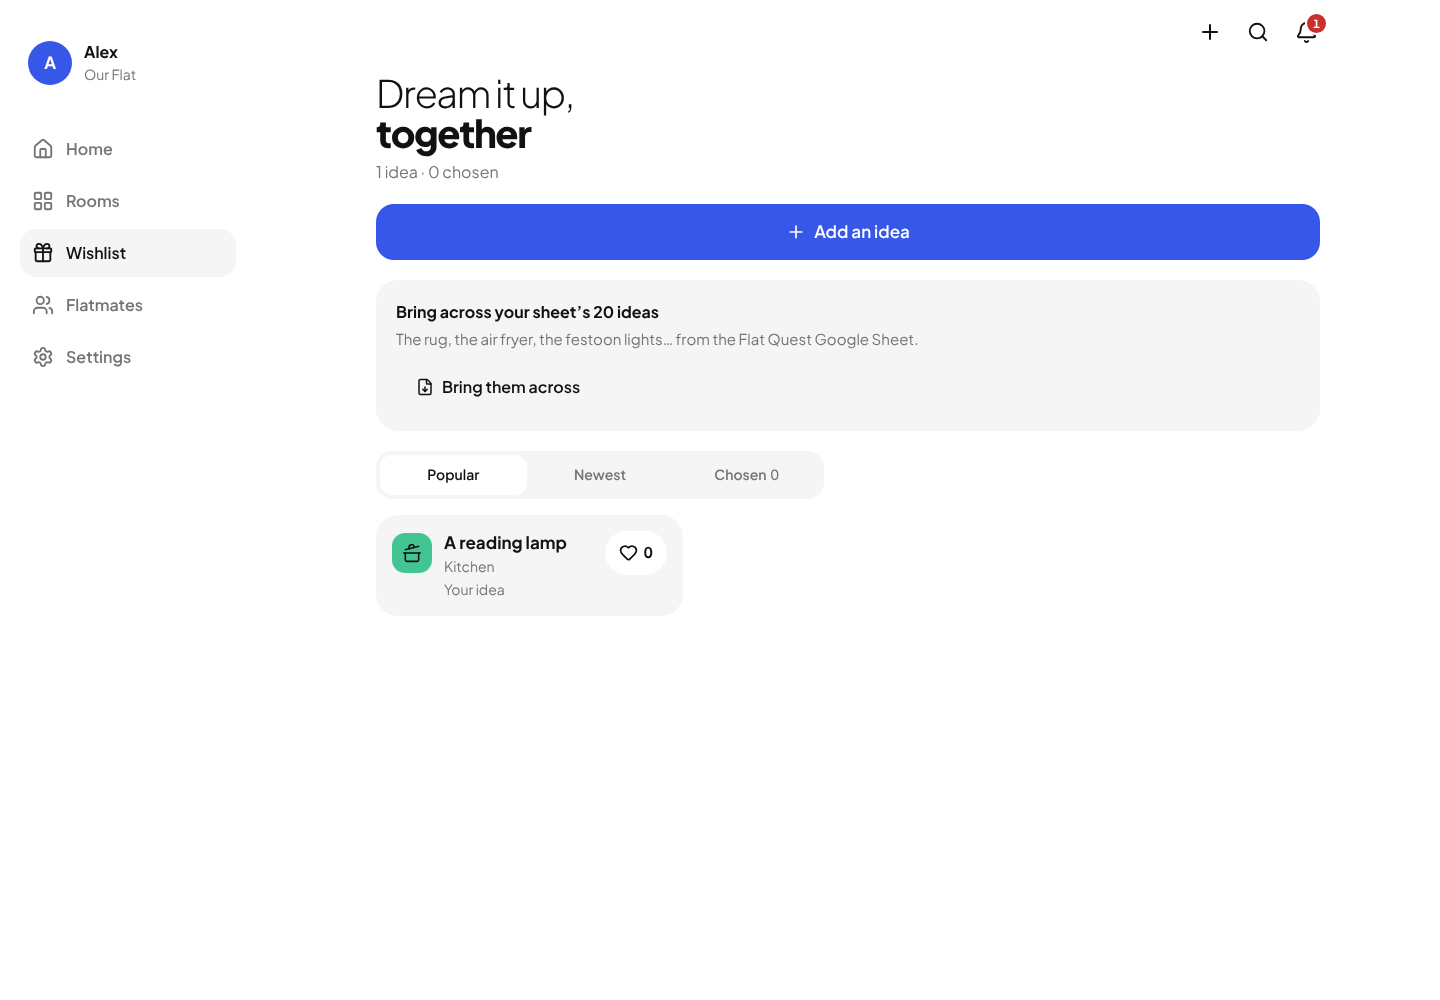 A
Alex
Our Flat
Home
Rooms
Wishlist
Flatmates
Settings
1
Dream it up,
together
1 idea · 0 chosen
Add an idea
Bring across your sheet’s 20 ideas
The rug, the air fryer, the festoon lights… from the Flat Quest Google Sheet.
Bring them across
Popular
Newest
Chosen 0
A reading lamp
0
Kitchen
Your idea